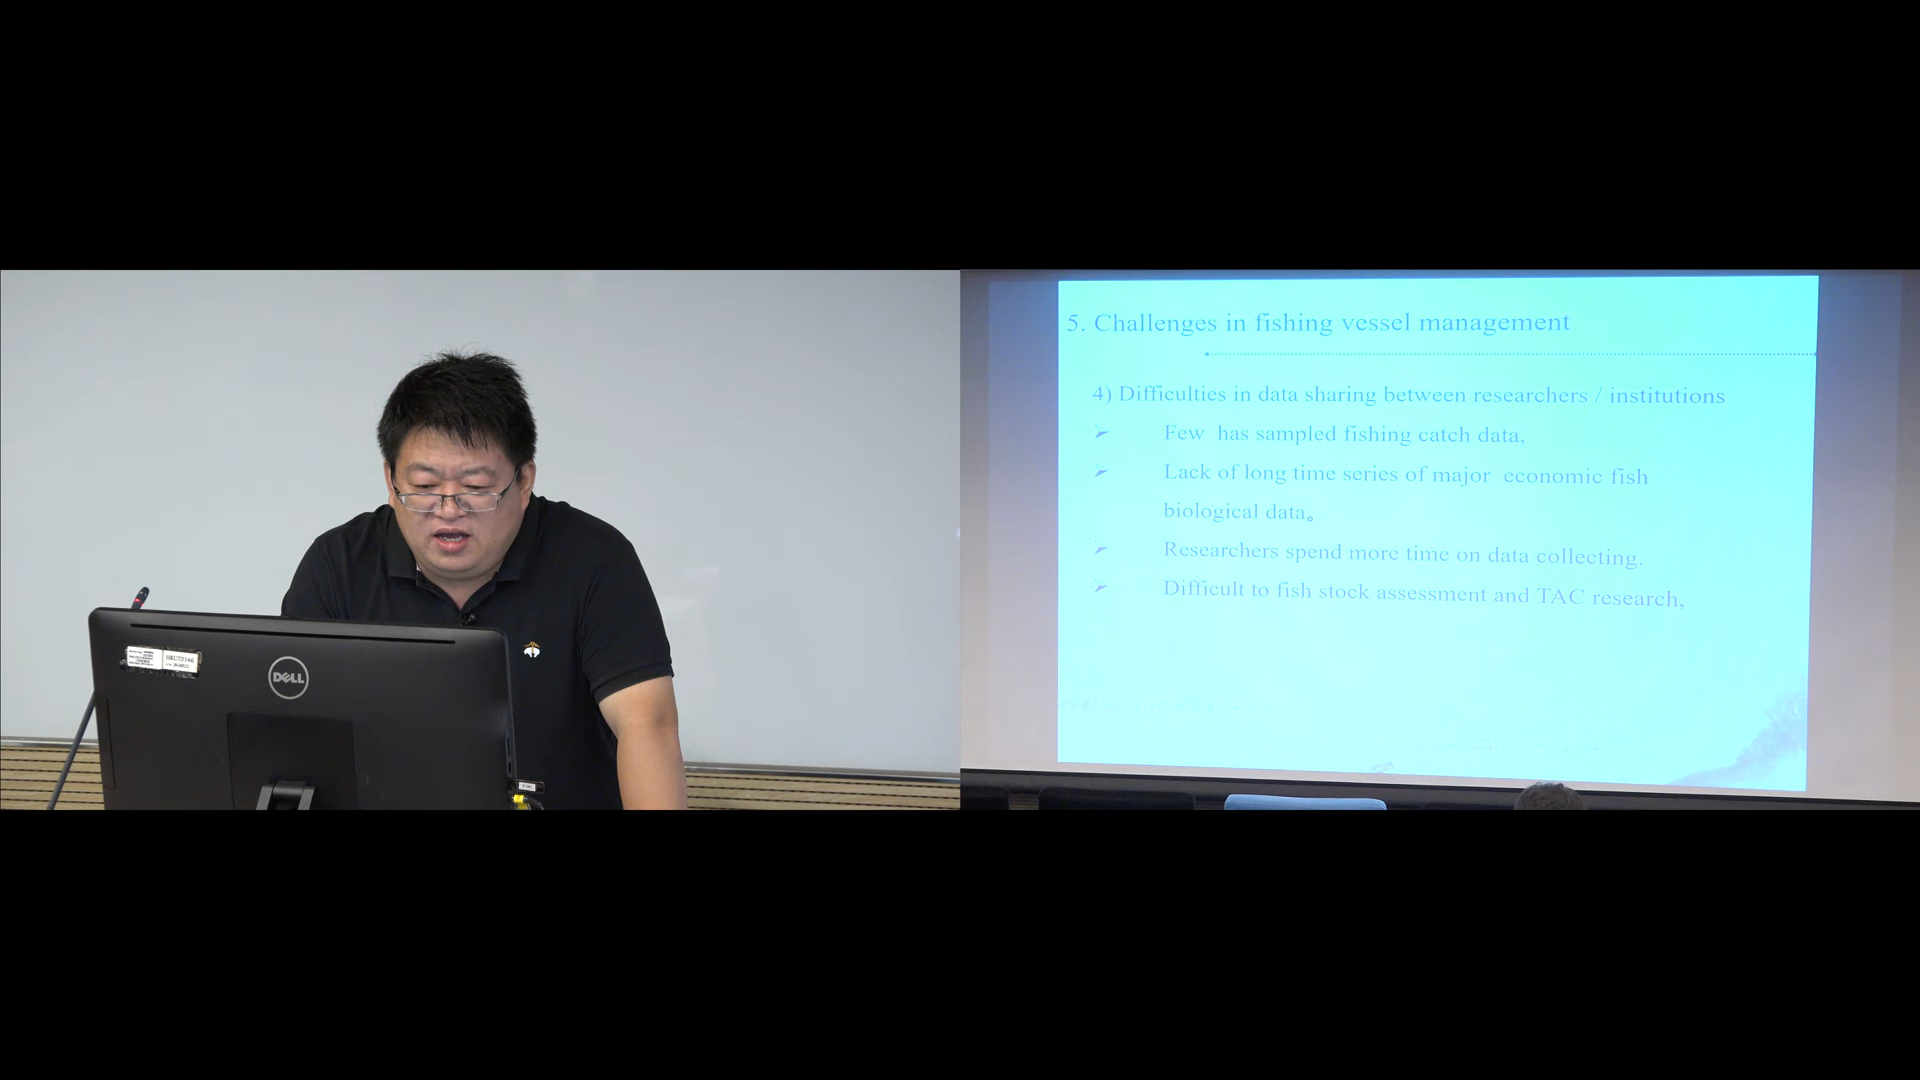 HKU73146
DELL
5. Challenges in fishing vessel management
4) Difficulties in data sharing between researchers / institutions
➢ Few has sampled fishing catch data,
➢ Lack of long time series of major economic fish
biological data。
➢ Researchers spend more time on data collecting.
➢ Difficult to fish stock assessment and TAC research,